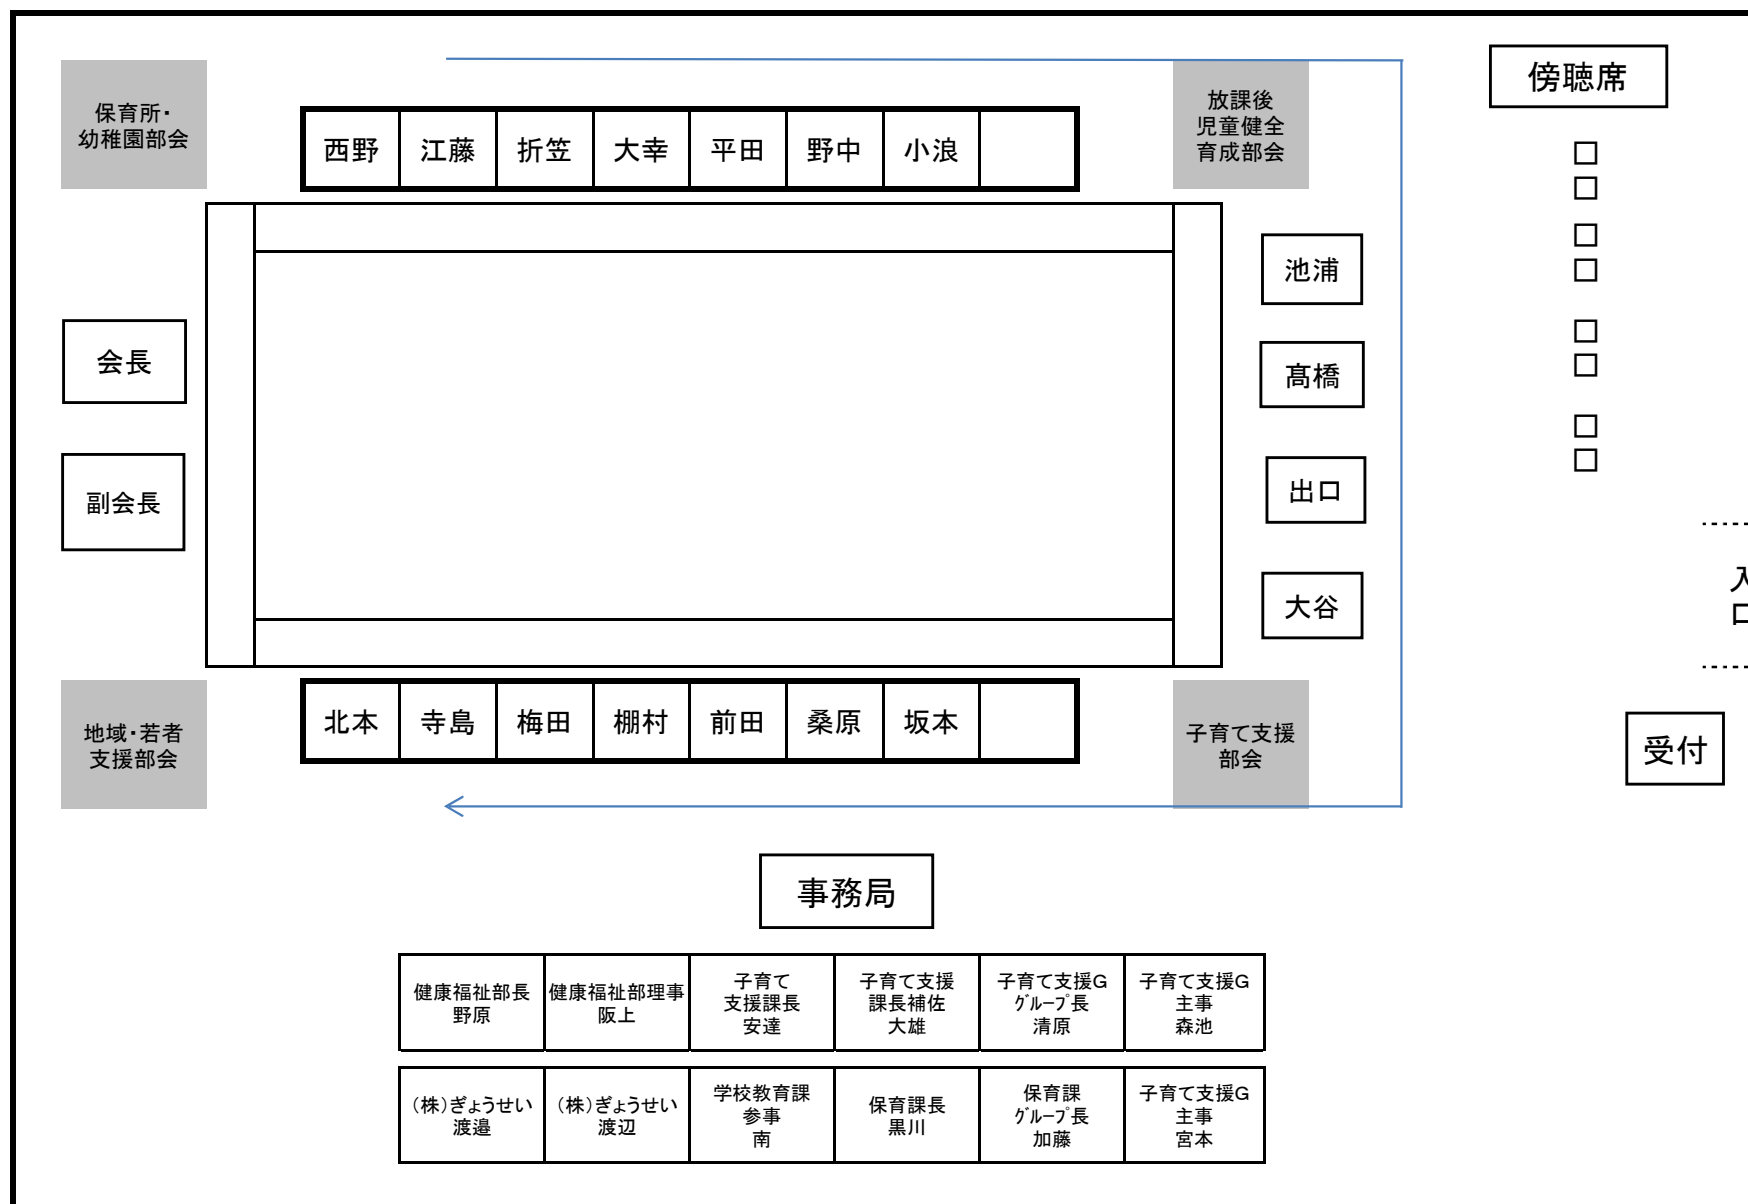 傍聴席
保育所・
幼稚園部会
放課後
児童健全
育成部会
西野 江藤 折笠 大幸 平田 野中 小浪
池浦
会長
髙橋
副会長
出口
大谷
入
口
北本 寺島 梅田 棚村 前田 桑原 坂本
地域・若者
支援部会
子育て支援
部会
受付
事務局
健康福祉部長
野原
健康福祉部理事
阪上
子育て
支援課長
安達
子育て支援
課長補佐
大雄
子育て支援G
グループ長
清原
子育て支援G
主事
森池
（株）ぎょうせい
渡邉
（株）ぎょうせい
渡辺
学校教育課
参事
南
保育課長
黒川
保育課
グループ長
加藤
子育て支援G
主事
宮本